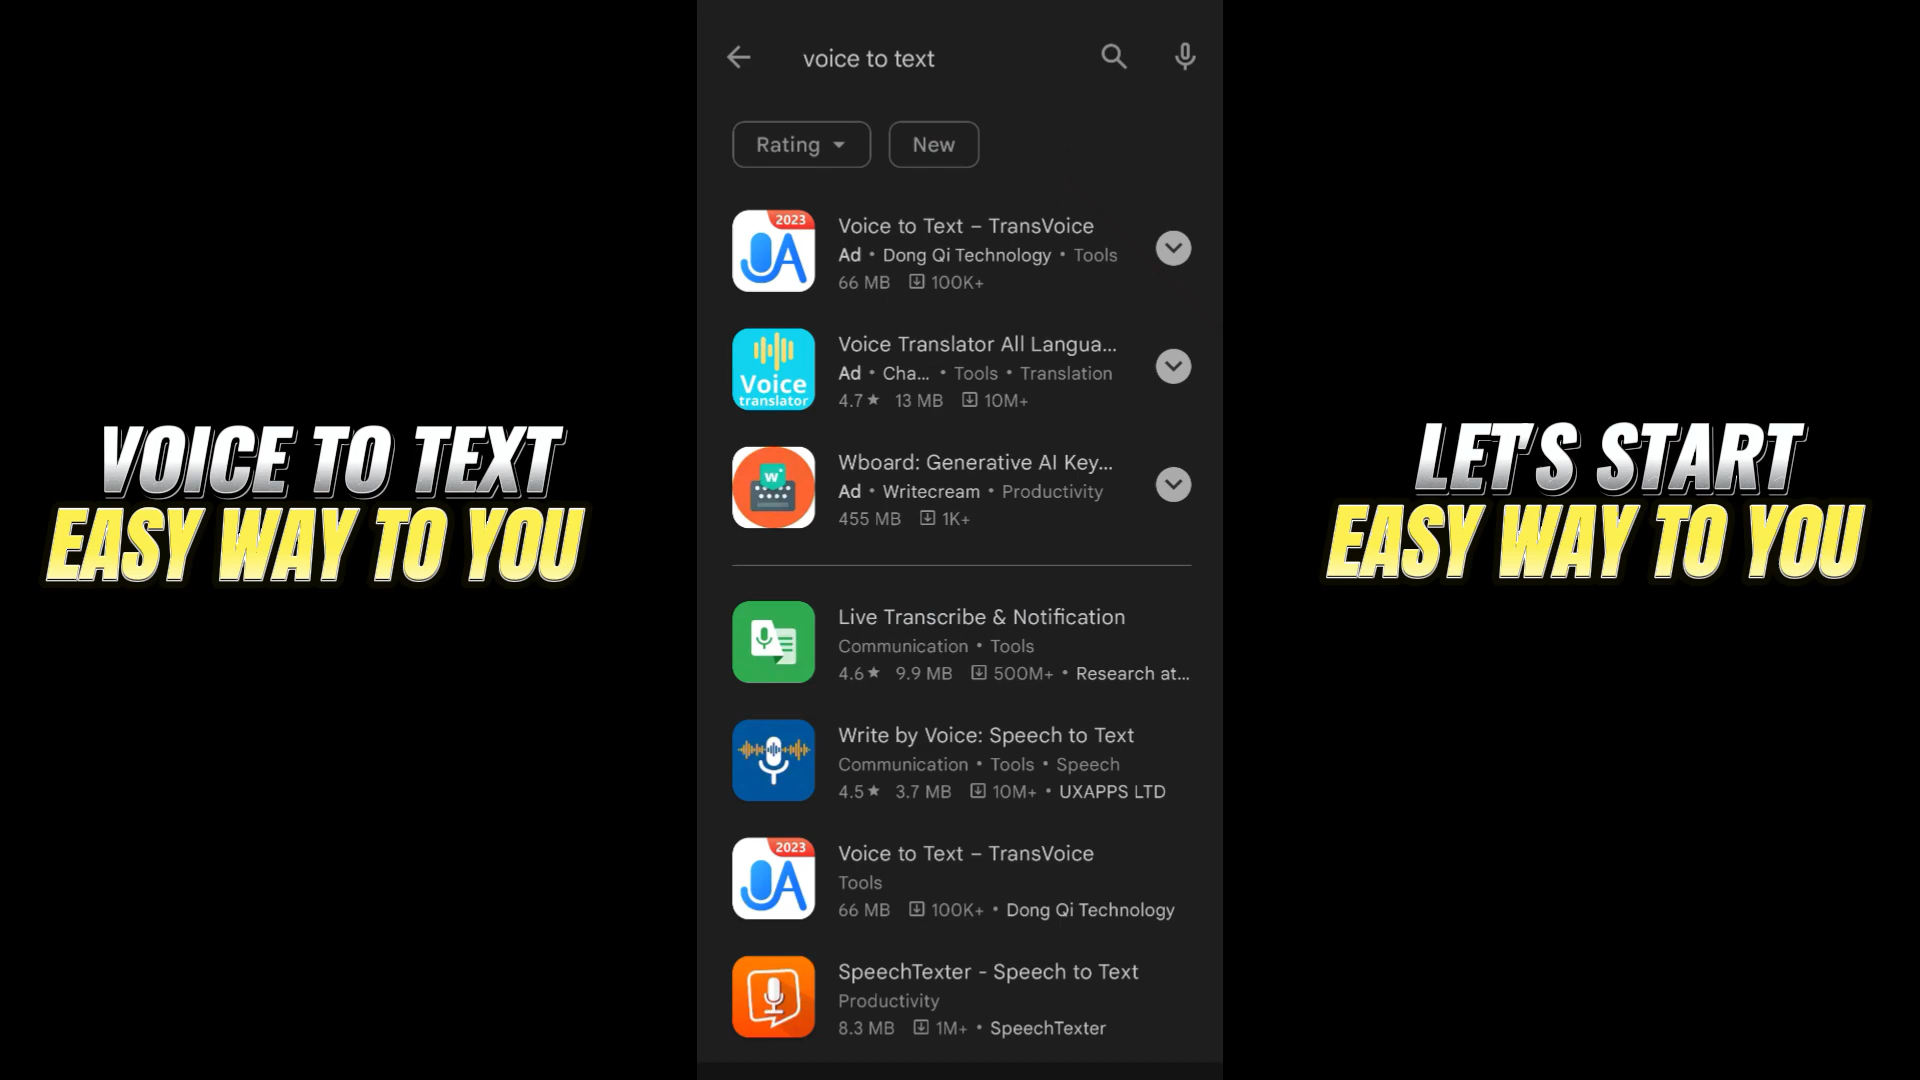 voice to text
Rating
New
2023
Voice to Text – TransVoice
Ad • Dong Qi Technology • Tools
66 MB 100K+
Voice translator
Voice Translator All Langua...
Ad • Cha... • Tools • Translation
4.7★ 13 MB 10M+
w
Wboard: Generative AI Key...
Ad • Writecream • Productivity
455 MB 1K+
VOICE TO TEXT
EASY WAY TO YOU
LET'S START
EASY WAY TO YOU
Live Transcribe & Notification
Communication • Tools
4.6★ 9.9 MB 500M+ • Research at...
Write by Voice: Speech to Text
Communication • Tools • Speech
4.5★ 3.7 MB 10M+ • UXAPPS LTD
2023
Voice to Text – TransVoice
Tools
66 MB 100K+ • Dong Qi Technology
SpeechTexter - Speech to Text
Productivity
8.3 MB 1M+ • SpeechTexter